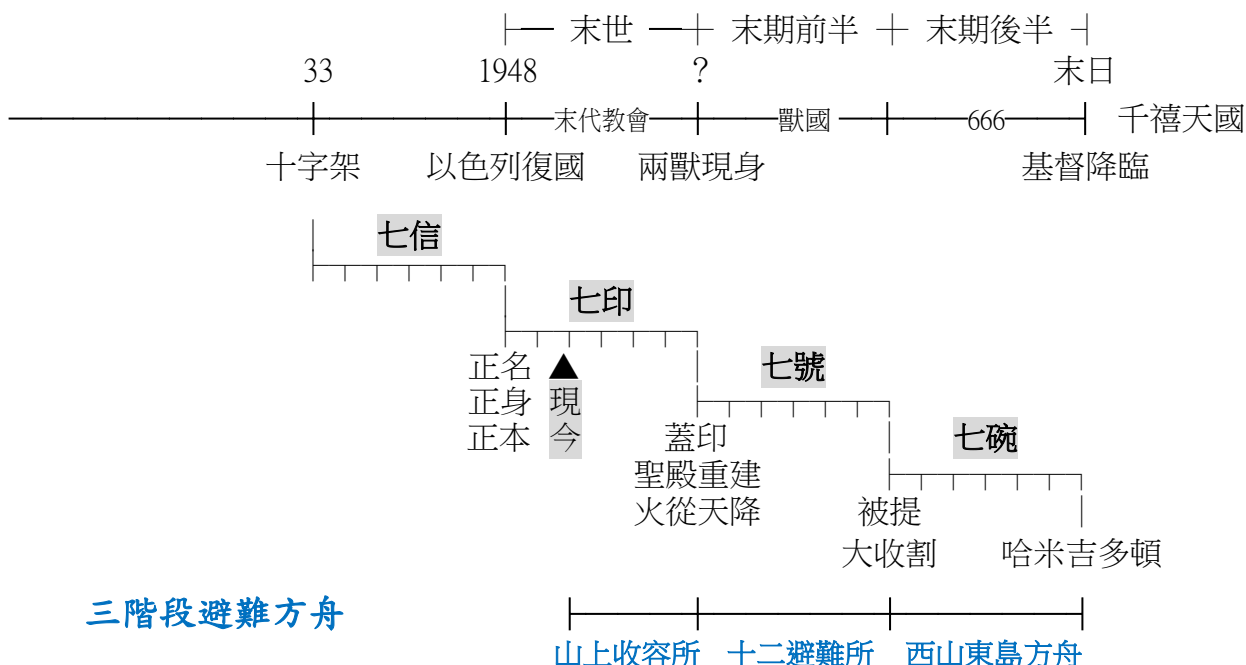 末世 末期前半 末期後半
33 1948 ? 末日
末代教會 獸國 666 千禧天國
十字架 以色列復國 兩獸現身 基督降臨
七信
七印
正名 ▲
正身 現
正本 今
七號
蓋印
聖殿重建
火從天降
七碗
被提
大收割 哈米吉多頓
三階段避難方舟
山上收容所 十二避難所 西山東島方舟